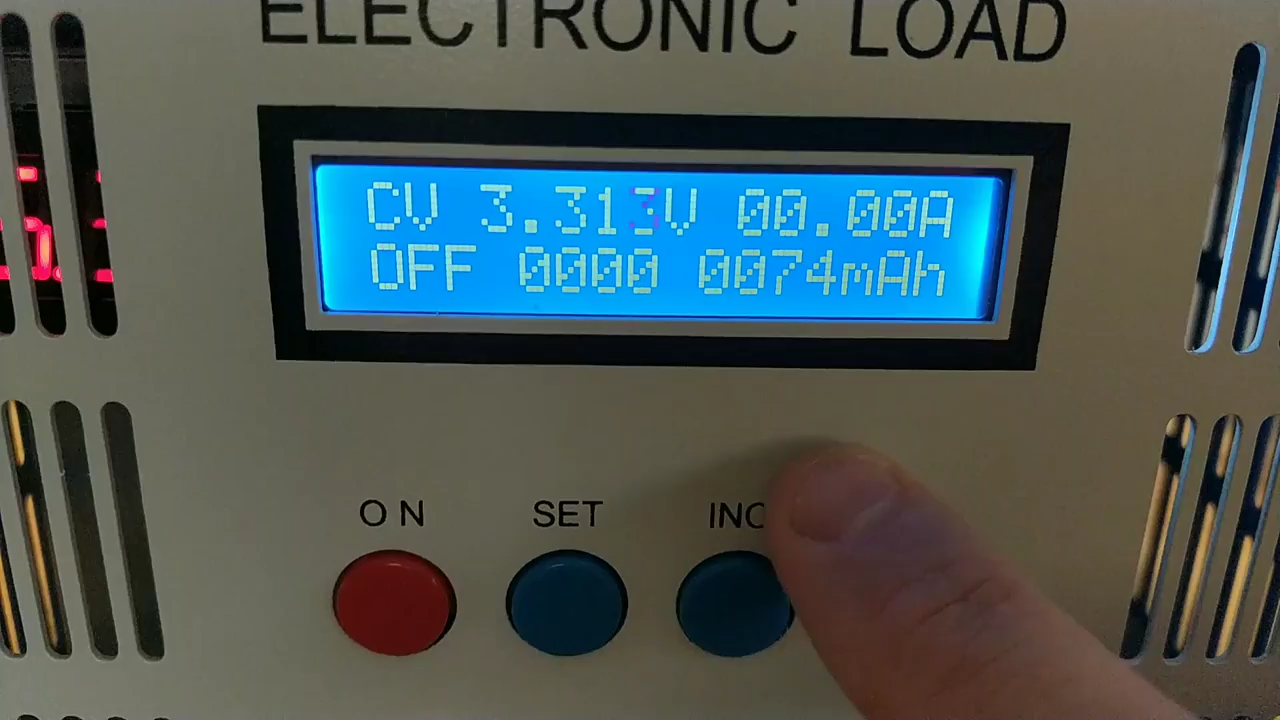 ELECTRONIC LOAD
CV 3.313V 00.00A
OFF 0000 0074mAh
ON SET INC